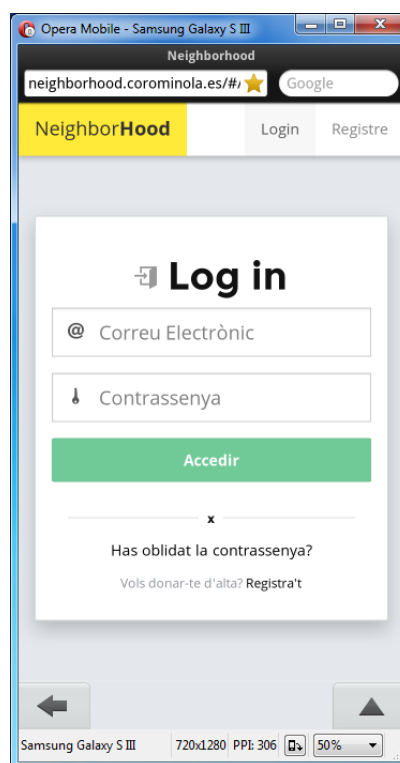 Opera Mobile - Samsung Galaxy S III
Neighborhood
neighborhood.corominola.es/#/
Google
NeighborHood
Login
Registre
Log in
@ Correu Electrònic
Contrassenya
Accedir
x
Has oblidat la contrassenya?
Vols donar-te d'alta? Registra't
Samsung Galaxy S III 720x1280 PPI: 306 50%